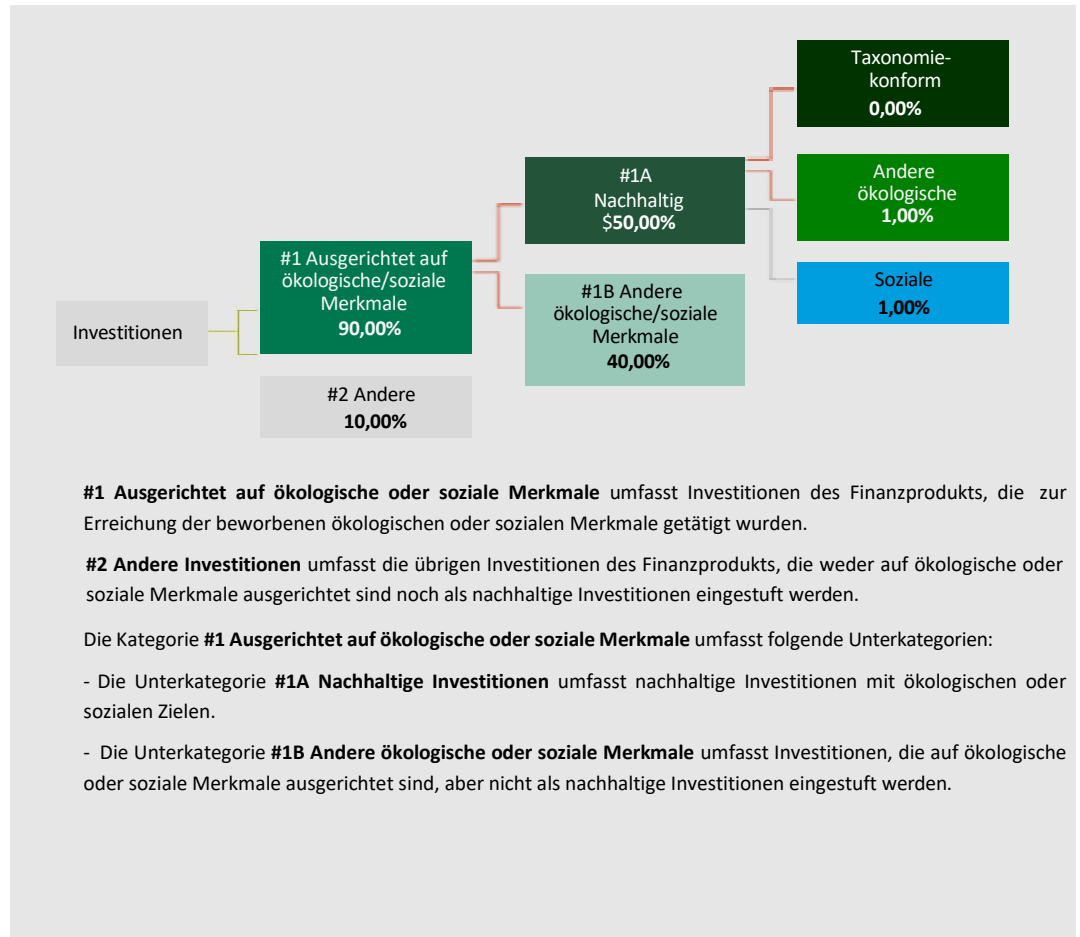 Taxonomie-
konform
0,00%
#1A
Nachhaltig
$50,00%
Andere
ökologische
1,00%
#1 Ausgerichtet auf
ökologische/soziale
Merkmale
90,00%
#1B Andere
ökologische/soziale
Merkmale
40,00%
Soziale
1,00%
Investitionen
#2 Andere
10,00%
#1 Ausgerichtet auf ökologische oder soziale Merkmale umfasst Investitionen des Finanzprodukts, die zur
Erreichung der beworbenen ökologischen oder sozialen Merkmale getätigt wurden.
#2 Andere Investitionen umfasst die übrigen Investitionen des Finanzprodukts, die weder auf ökologische oder
soziale Merkmale ausgerichtet sind noch als nachhaltige Investitionen eingestuft werden.
Die Kategorie #1 Ausgerichtet auf ökologische oder soziale Merkmale umfasst folgende Unterkategorien:
- Die Unterkategorie #1A Nachhaltige Investitionen umfasst nachhaltige Investitionen mit ökologischen oder
sozialen Zielen.
- Die Unterkategorie #1B Andere ökologische oder soziale Merkmale umfasst Investitionen, die auf ökologische
oder soziale Merkmale ausgerichtet sind, aber nicht als nachhaltige Investitionen eingestuft werden.